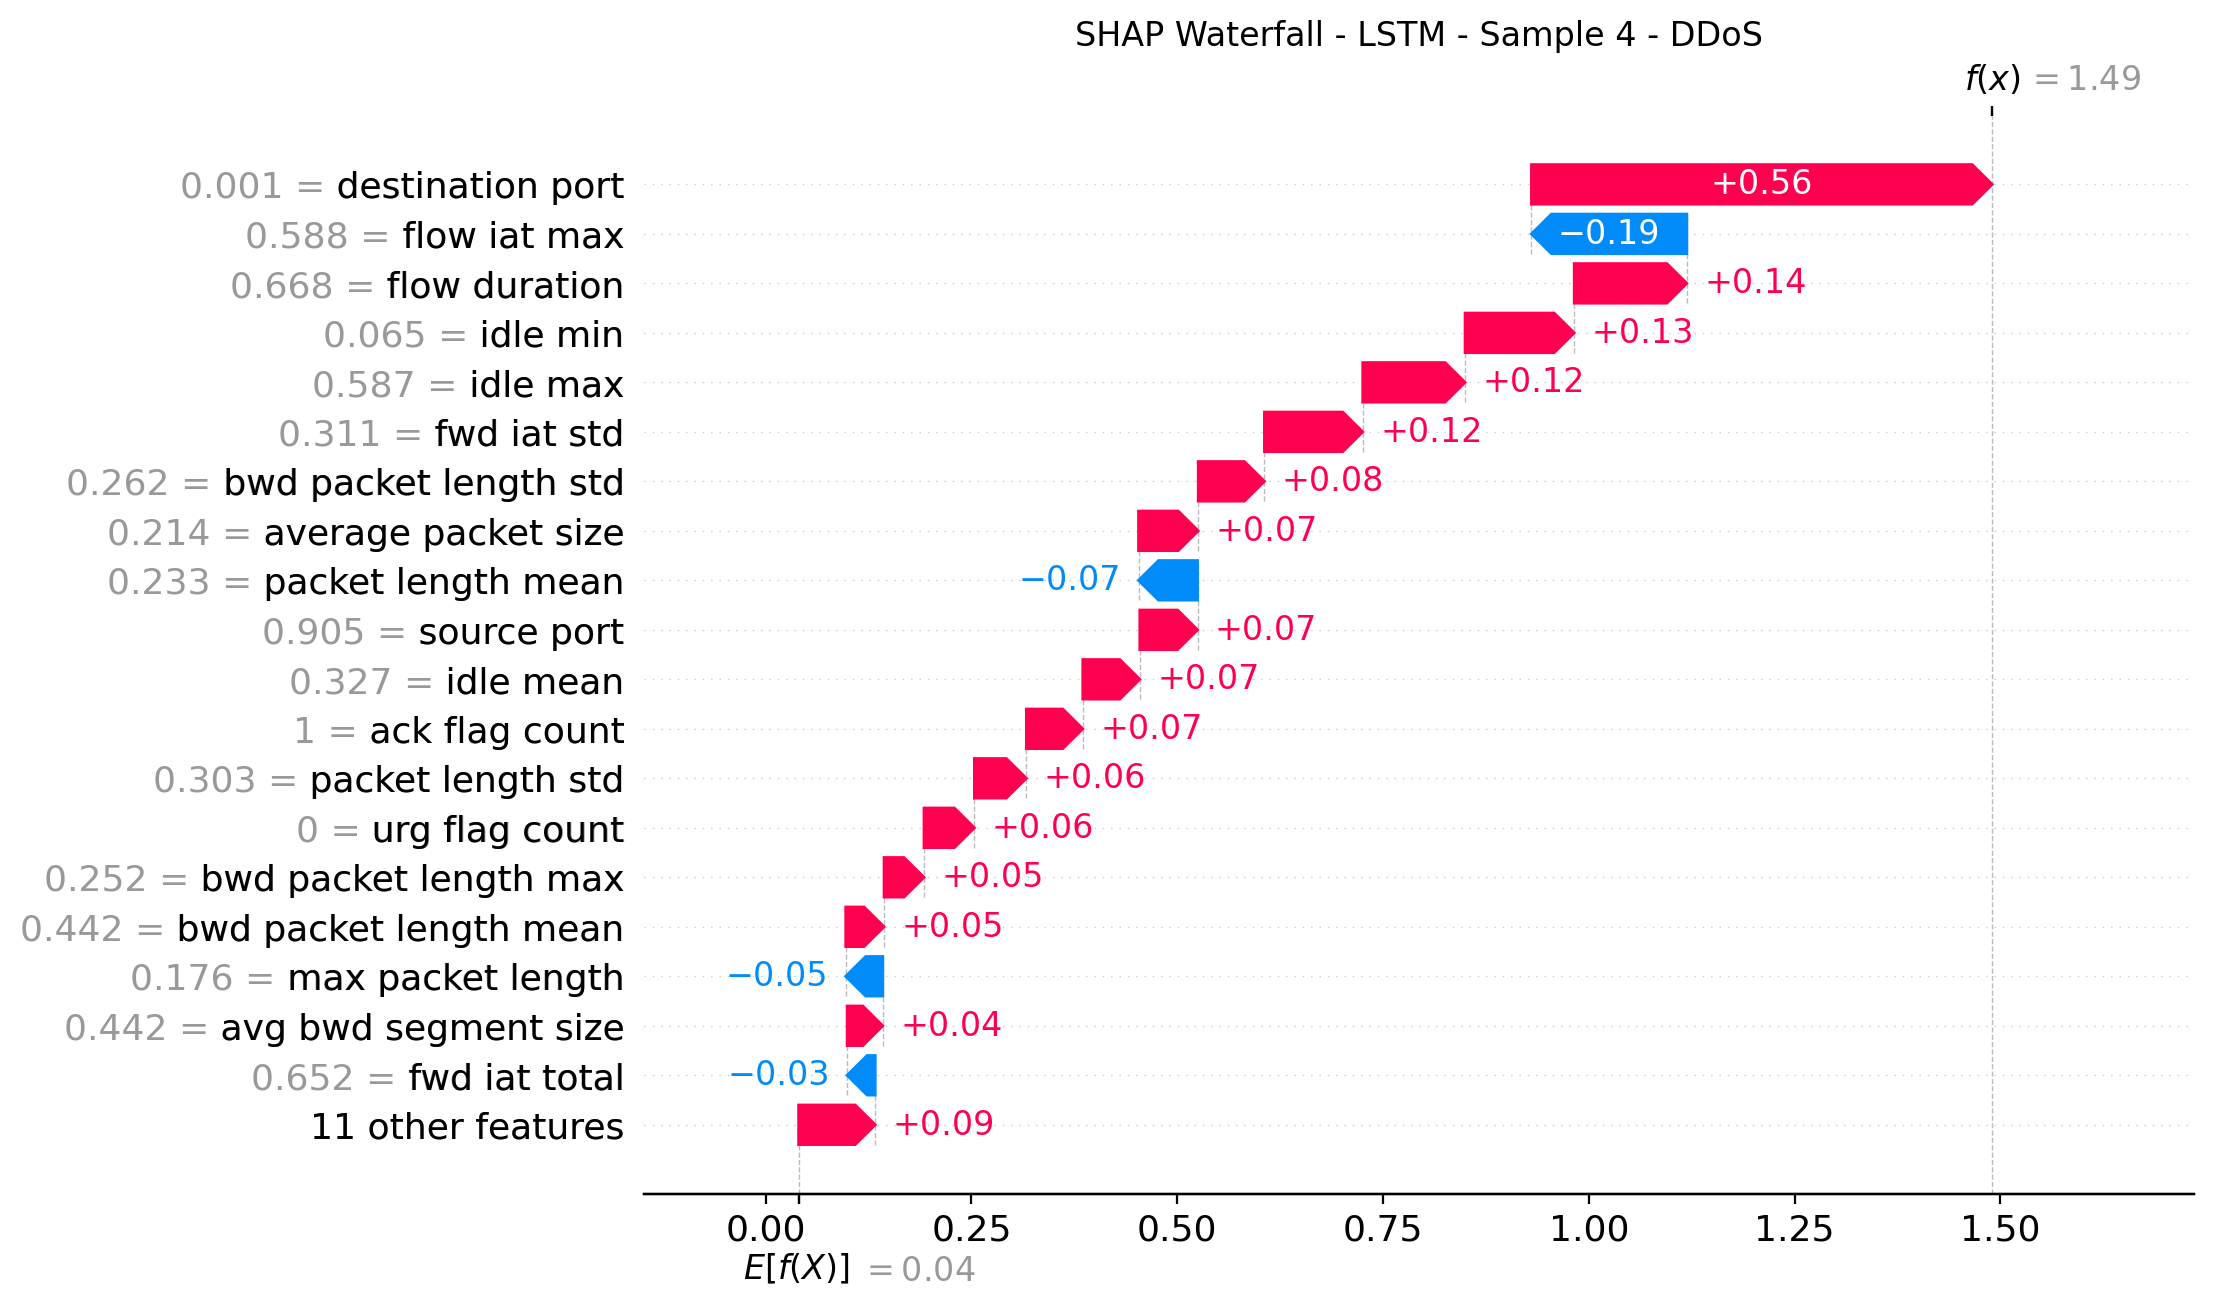 SHAP Waterfall - LSTM - Sample 4 - DDoS
f(x) = 1.49
0.001 = destination port +0.56
0.588 = flow iat max −0.19
0.668 = flow duration +0.14
0.065 = idle min +0.13
0.587 = idle max +0.12
0.311 = fwd iat std +0.12
0.262 = bwd packet length std +0.08
0.214 = average packet size +0.07
0.233 = packet length mean −0.07
0.905 = source port +0.07
0.327 = idle mean +0.07
1 = ack flag count +0.07
0.303 = packet length std +0.06
0 = urg flag count +0.06
0.252 = bwd packet length max +0.05
0.442 = bwd packet length mean +0.05
0.176 = max packet length −0.05
0.442 = avg bwd segment size +0.04
0.652 = fwd iat total −0.03
11 other features +0.09
0.00 0.25 0.50 0.75 1.00 1.25 1.50
E[f(X)] = 0.04